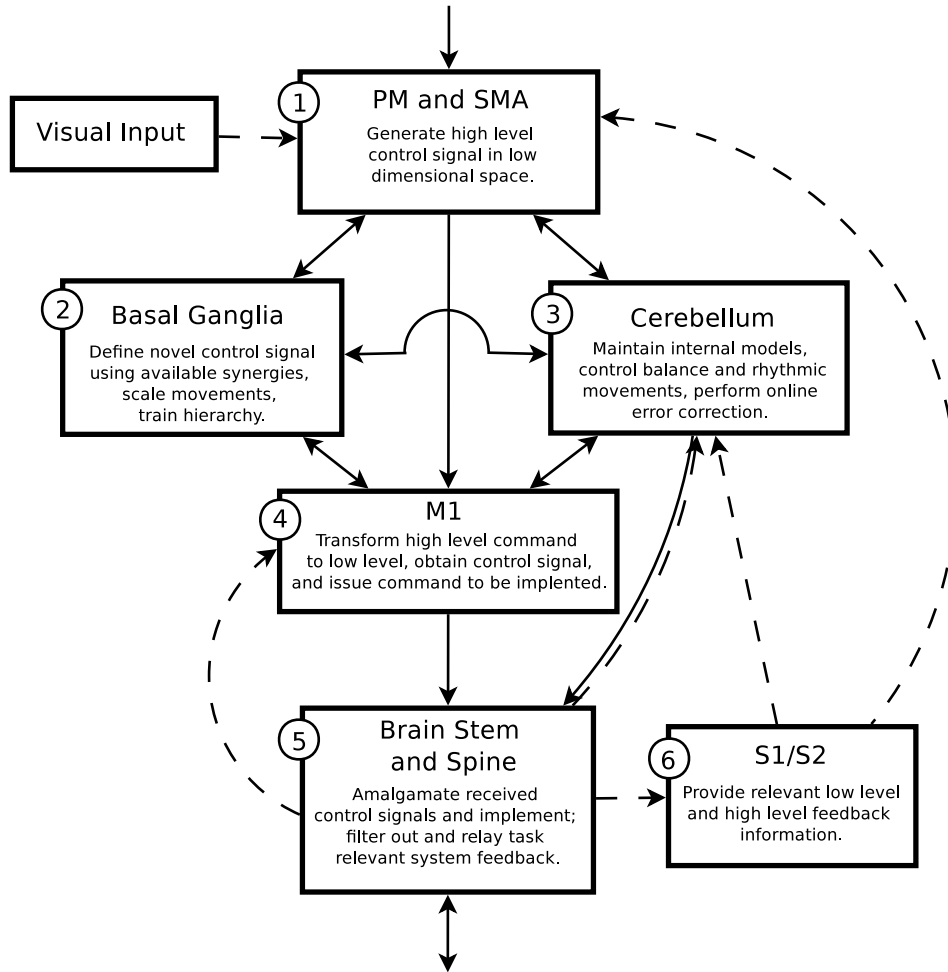 1
PM and SMA
Generate high level
control signal in low
dimensional space.
Visual Input
2
Basal Ganglia
Define novel control signal
using available synergies,
scale movements,
train hierarchy.
3
Cerebellum
Maintain internal models,
control balance and rhythmic
movements, perform online
error correction.
4
M1
Transform high level command
to low level, obtain control signal,
and issue command to be implented.
5
Brain Stem
and Spine
Amalgamate received
control signals and implement;
filter out and relay task
relevant system feedback.
6
S1/S2
Provide relevant low level
and high level feedback
information.